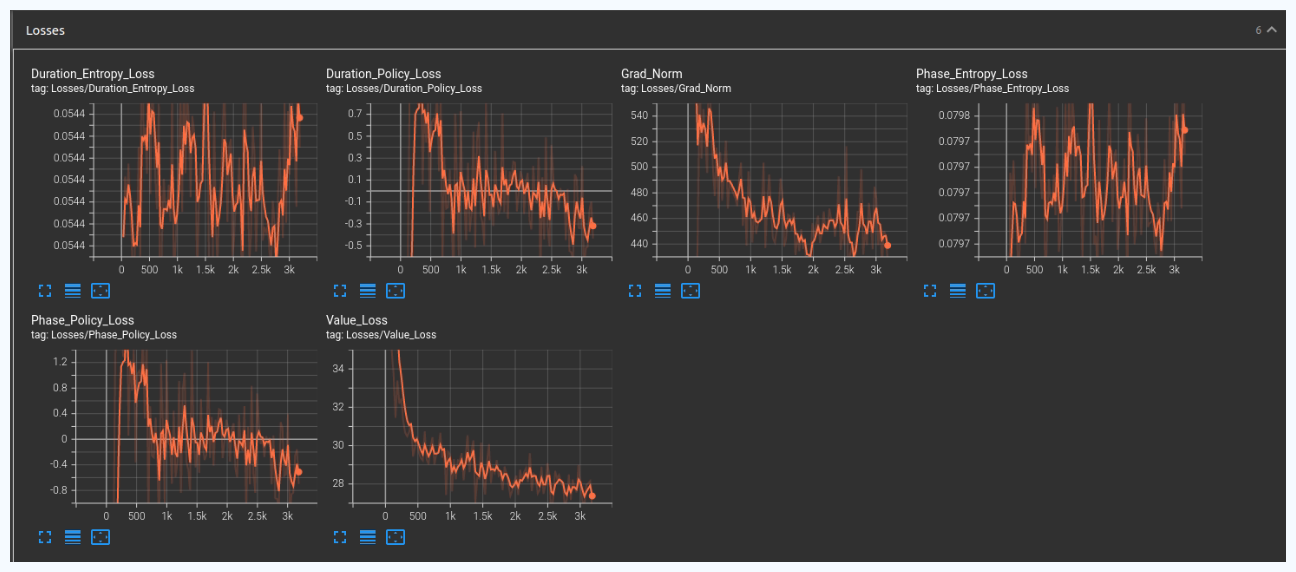 Losses
6
Duration_Entropy_Loss
tag: Losses/Duration_Entropy_Loss
0.0544
0.0544
0.0544
0.0544
0.0544
0.0544
0.0544
0 500 1k 1.5k 2k 2.5k 3k
Duration_Policy_Loss
tag: Losses/Duration_Policy_Loss
0.7
0.5
0.3
0.1
-0.1
-0.3
-0.5
0 500 1k 1.5k 2k 2.5k 3k
Grad_Norm
tag: Losses/Grad_Norm
540
520
500
480
460
440
0 500 1k 1.5k 2k 2.5k 3k
Phase_Entropy_Loss
tag: Losses/Phase_Entropy_Loss
0.0798
0.0797
0.0797
0.0797
0.0797
0.0797
0 500 1k 1.5k 2k 2.5k 3k
Phase_Policy_Loss
tag: Losses/Phase_Policy_Loss
1.2
0.8
0.4
0
-0.4
-0.8
0 500 1k 1.5k 2k 2.5k 3k
Value_Loss
tag: Losses/Value_Loss
34
32
30
28
0 500 1k 1.5k 2k 2.5k 3k